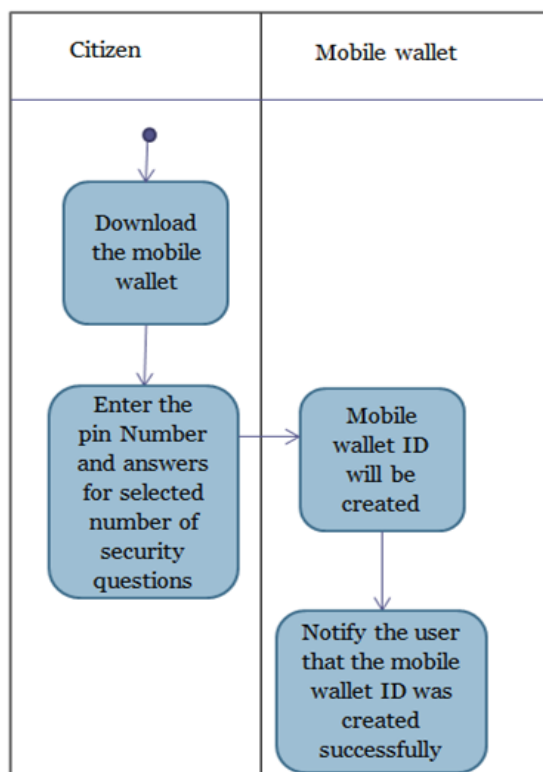 Citizen
Mobile wallet
Download
the mobile
wallet
Enter the
pin Number
and answers
for selected
number of
security
questions
Mobile
wallet ID
will be
created
Notify the user
that the mobile
wallet ID was
created
successfully